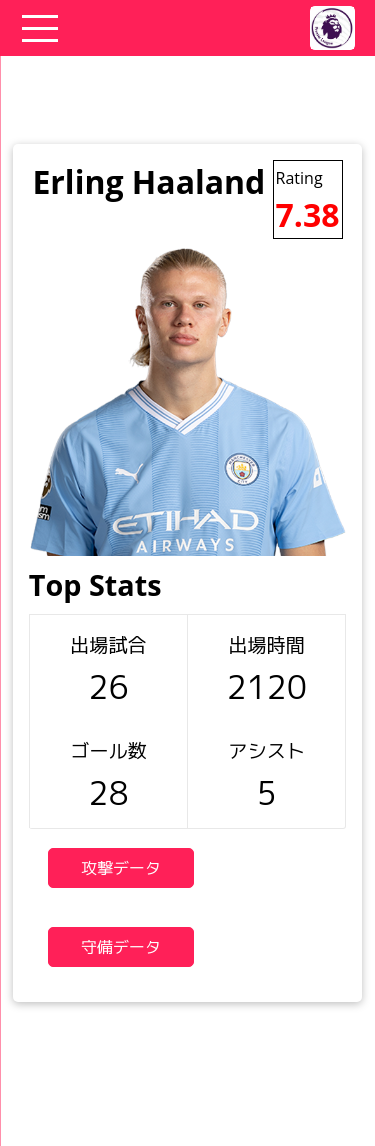 Erling Haaland
Rating
7.38
ETIHAD
AIRWAYS
Top Stats
出場試合
出場時間
26
2120
ゴール数
アシスト
28
5
攻撃データ
守備データ